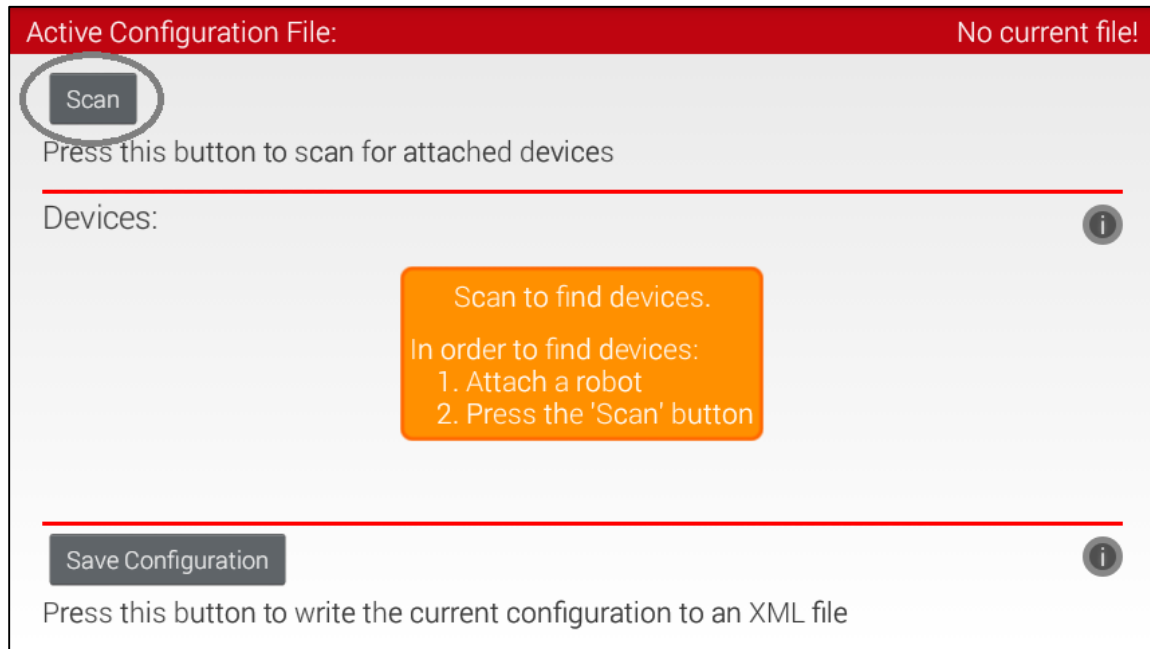 Active Configuration File: No current file!
Scan
Press this button to scan for attached devices
Devices:
i
Scan to find devices.
In order to find devices:
1. Attach a robot
2. Press the 'Scan' button
Save Configuration
i
Press this button to write the current configuration to an XML file